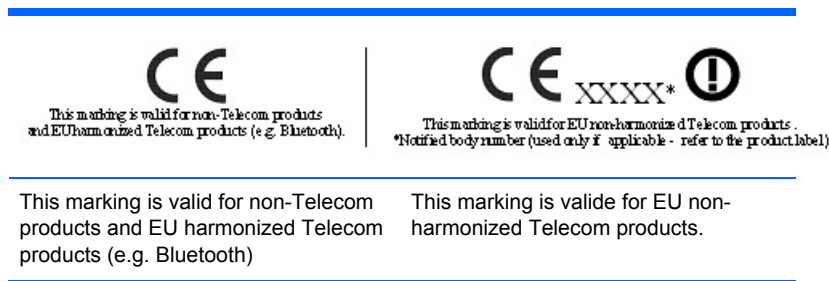 CE
This marking is valid for non-Telecom products
and EU harmonized Telecom products (e.g. Bluetooth).
CE XXXX*
This marking is valid for EU non-harmonized Telecom products .
*Notified body number (used only if applicable - refer to the product label)
This marking is valid for non-Telecom
products and EU harmonized Telecom
products (e.g. Bluetooth)
This marking is valide for EU non-
harmonized Telecom products.